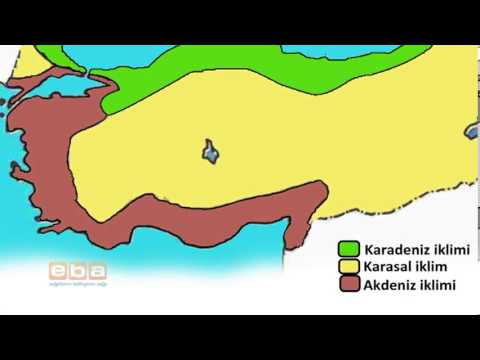 Karadeniz iklimi
Karasal iklim
Akdeniz iklimi
eba